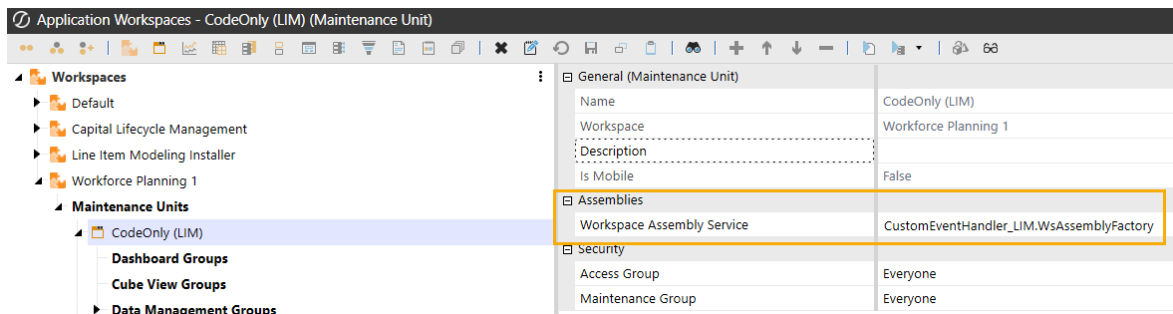 Application Workspaces - CodeOnly (LIM) (Maintenance Unit)
Workspaces
Default
Capital Lifecycle Management
Line Item Modeling Installer
Workforce Planning 1
Maintenance Units
CodeOnly (LIM)
Dashboard Groups
Cube View Groups
Data Management Groups
General (Maintenance Unit)
Name CodeOnly (LIM)
Workspace Workforce Planning 1
Description
Is Mobile False
Assemblies
Workspace Assembly Service CustomEventHandler_LIM.WsAssemblyFactory
Security
Access Group Everyone
Maintenance Group Everyone